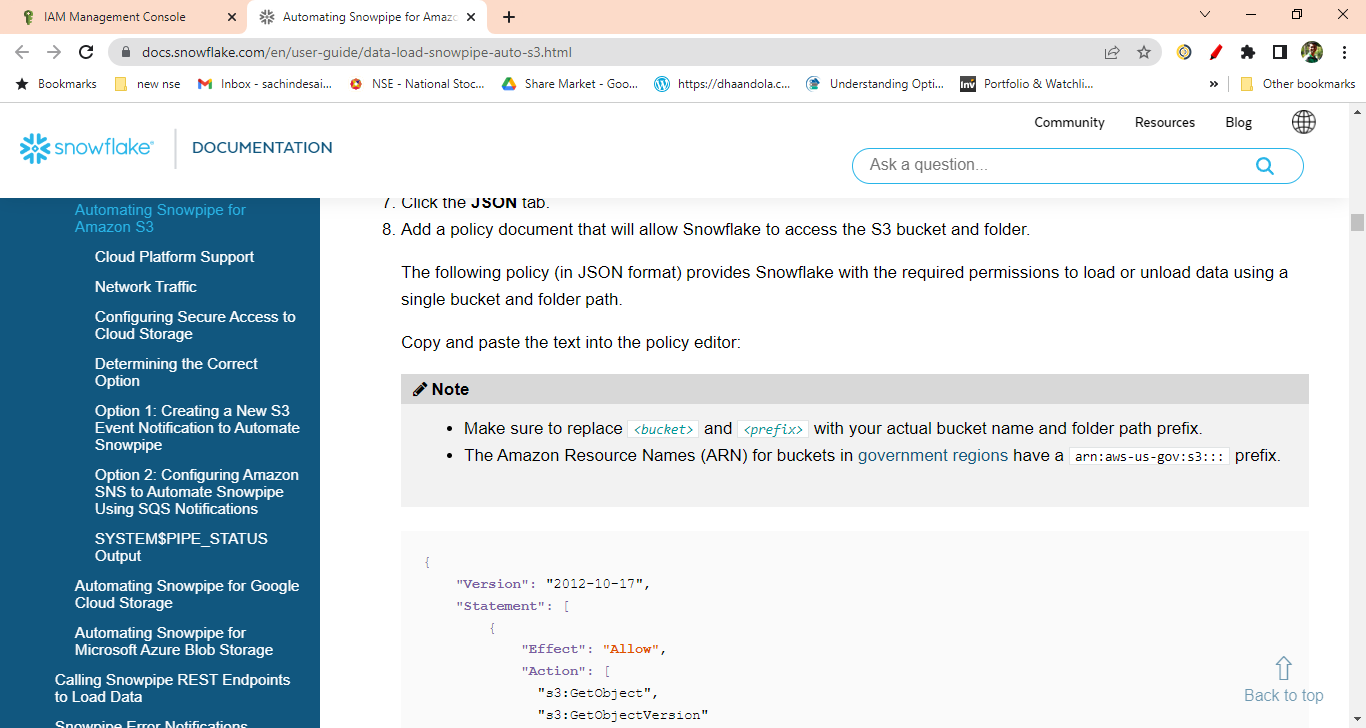 IAM Management Console
Automating Snowpipe for Amazo
docs.snowflake.com/en/user-guide/data-load-snowpipe-auto-s3.html
Bookmarks
new nse
Inbox - sachindesai...
NSE - National Stoc...
Share Market - Goo...
https://dhaandola.c...
Understanding Opti...
inv
Portfolio & Watchli...
»
Other bookmarks
snowflake
DOCUMENTATION
Community
Resources
Blog
Ask a question...
Automating Snowpipe for
Amazon S3
Cloud Platform Support
Network Traffic
Configuring Secure Access to
Cloud Storage
Determining the Correct
Option
Option 1: Creating a New S3
Event Notification to Automate
Snowpipe
Option 2: Configuring Amazon
SNS to Automate Snowpipe
Using SQS Notifications
SYSTEM$PIPE_STATUS
Output
Automating Snowpipe for Google
Cloud Storage
Automating Snowpipe for
Microsoft Azure Blob Storage
Calling Snowpipe REST Endpoints
to Load Data
Snowpipe Error Notifications
7. Click the JSON tab.
8. Add a policy document that will allow Snowflake to access the S3 bucket and folder.
The following policy (in JSON format) provides Snowflake with the required permissions to load or unload data using a
single bucket and folder path.
Copy and paste the text into the policy editor:
Note
• Make sure to replace <bucket> and <prefix> with your actual bucket name and folder path prefix.
• The Amazon Resource Names (ARN) for buckets in government regions have a arn:aws-us-gov:s3::: prefix.
{
"Version": "2012-10-17",
"Statement": [
{
"Effect": "Allow",
"Action": [
"s3:GetObject",
"s3:GetObjectVersion"
Back to top